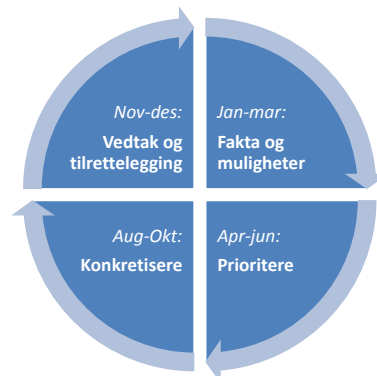 Nov-des:
Vedtak og
tilrettelegging
Jan-mar:
Fakta og
muligheter
Aug-Okt:
Konkretisere
Apr-jun:
Prioritere